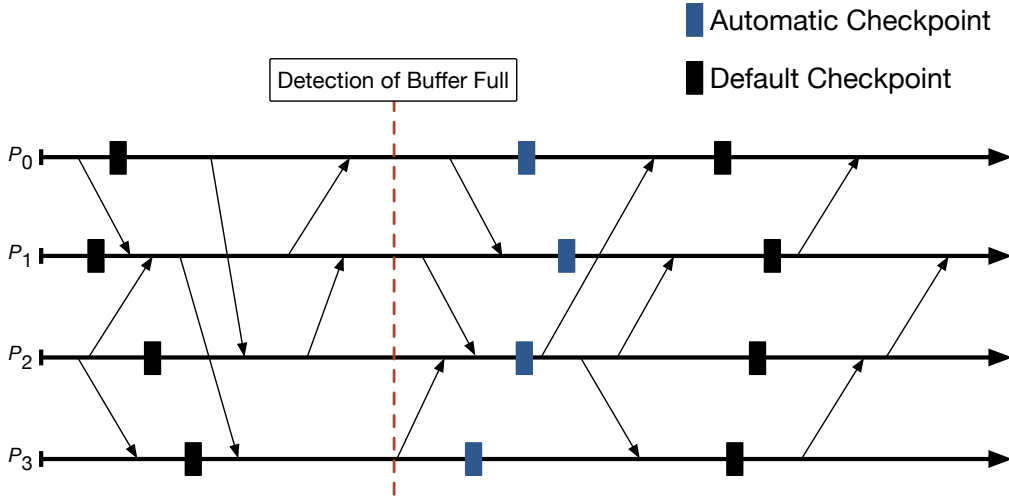 Automatic Checkpoint
Default Checkpoint
Detection of Buffer Full
P0
P1
P2
P3